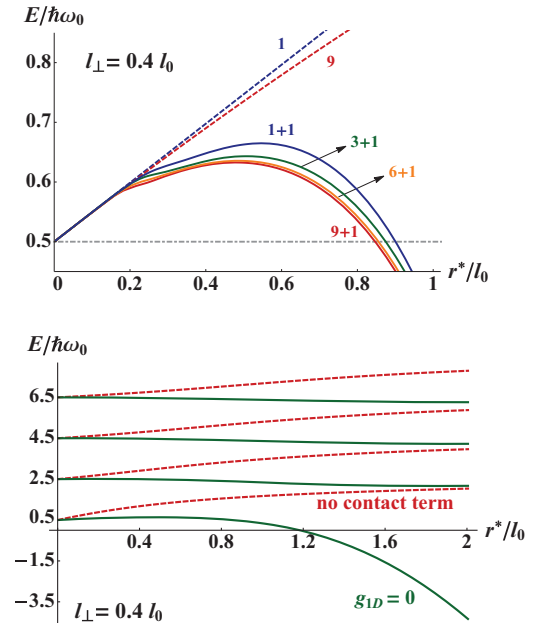 E/ħω₀
l⊥ = 0.4 l₀
1
9
0.8
0.7
1+1
3+1
0.6
6+1
9+1
0.5
r*/l₀
0 0.2 0.4 0.6 0.8 1
E/ħω₀
6.5
4.5
2.5
no contact term
0.5
r*/l₀
0.4 0.8 1.2 1.6 2
−1.5
g1D = 0
−3.5
l⊥ = 0.4 l₀